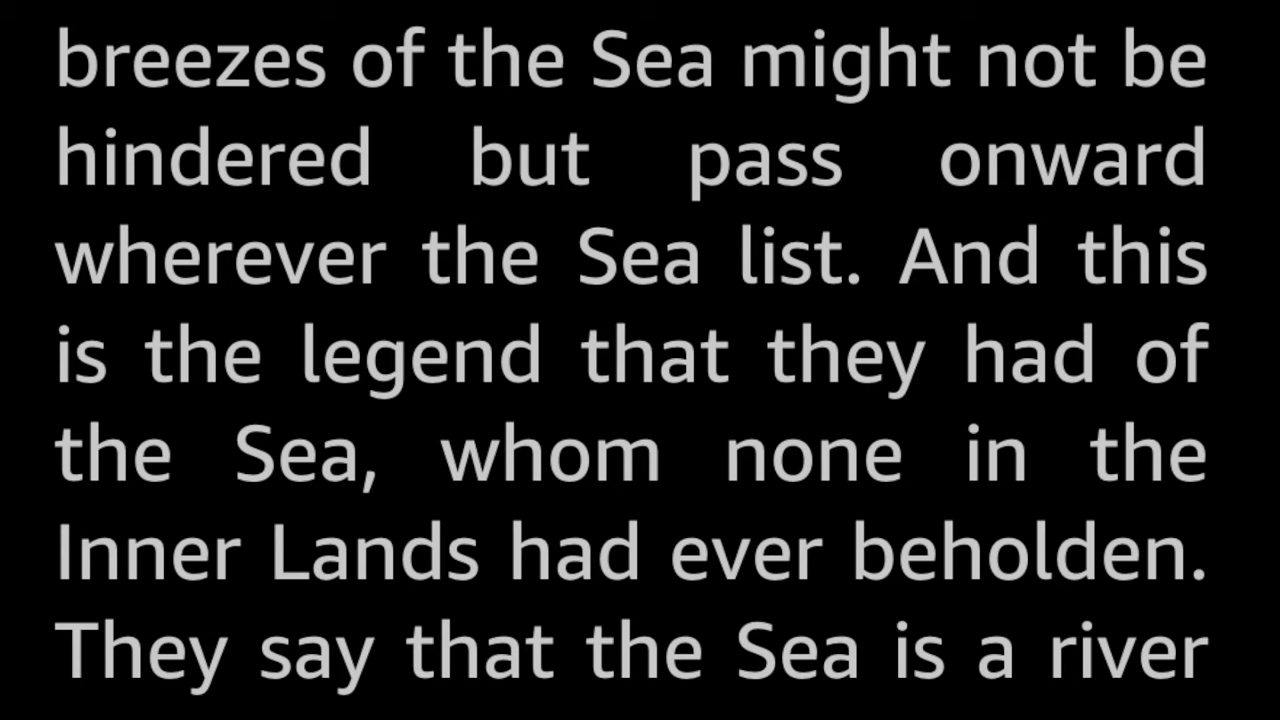 breezes of the Sea might not be
hindered but pass onward
wherever the Sea list. And this
is the legend that they had of
the Sea, whom none in the
Inner Lands had ever beholden.
They say that the Sea is a river